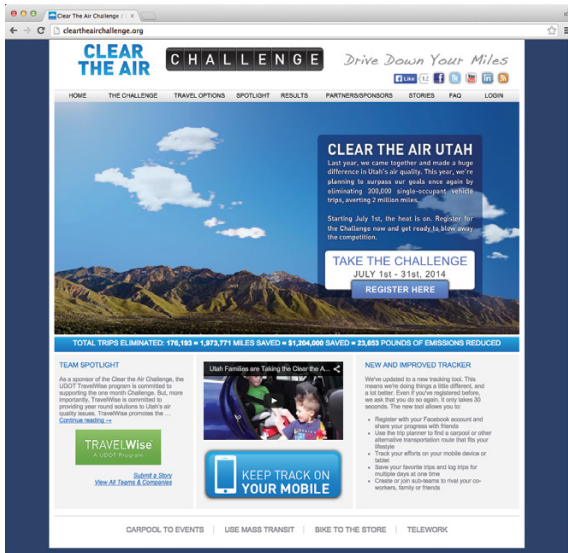 Clear The Air Challenge
cleartheairchallenge.org
CLEAR
THE AIR
CHALLENGE
Drive Down Your Miles
Like
HOME THE CHALLENGE TRAVEL OPTIONS SPOTLIGHT RESULTS PARTNERS/SPONSORS STORIES FAQ LOGIN
CLEAR THE AIR UTAH
Last year, we came together and made a huge
difference in Utah's air quality. This year, we're
planning to surpass our goals once again by
eliminating 200,000 single-occupant vehicle
trips, averting 2 million miles.
Starting July 1st, the heat is on. Register for
the Challenge now and get ready to blow away
the competition.
TAKE THE CHALLENGE
JULY 1st - 31st, 2014
REGISTER HERE
TOTAL TRIPS ELIMINATED: 176,193 = 1,973,771 MILES SAVED = $1,204,000 SAVED = 23,653 POUNDS OF EMISSIONS REDUCED
TEAM SPOTLIGHT
As a sponsor of the Clear the Air Challenge, the
UDOT TravelWise program is committed to
supporting the one month Challenge. But, more
importantly, TravelWise is committed to
providing year round solutions to Utah's air
quality issues. TravelWise promotes the ...
Continue reading →
TRAVELWise
A UDOT Program
Submit a Story
View All Teams & Companies
Utah Families are Taking the Clear the A...
KEEP TRACK ON
YOUR MOBILE
NEW AND IMPROVED TRACKER
We've updated to a new tracking tool. This
means we're doing things a little different, and
a lot better. Even if you've registered before,
we ask that you do so again. It only takes 30
seconds. The new tool allows you to:
Register with your Facebook account and
share your progress with friends
Use the trip planner to find a carpool or other
alternative transportation route that fits your
lifestyle
Track your efforts on your mobile device or
tablet
Save your favorite trips and log trips for
multiple days at one time
Create or join sub-teams to rival your co-
workers, family or friends
CARPOOL TO EVENTS | USE MASS TRANSIT | BIKE TO THE STORE | TELEWORK